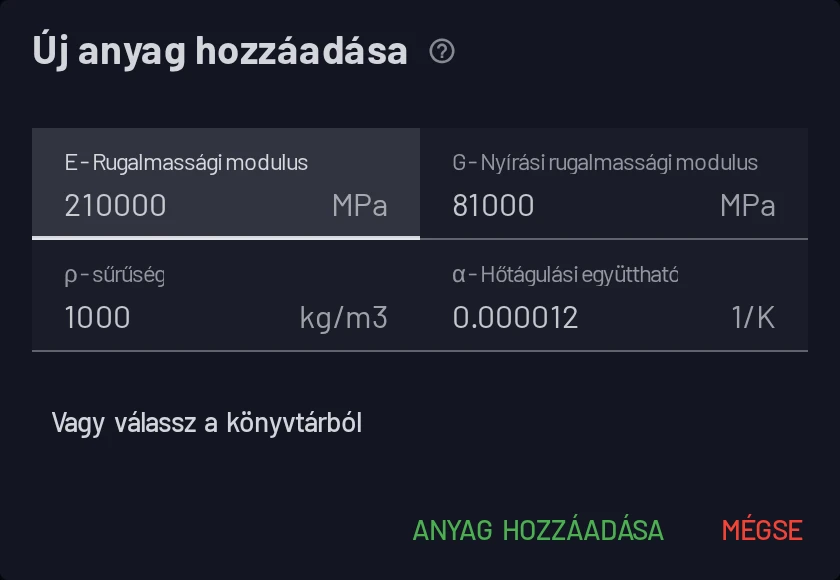 Új anyag hozzáadása
E - Rugalmassági modulus
210000 MPa
G - Nyírási rugalmassági modulus
81000 MPa
ρ - sűrűség
1000 kg/m3
α - Hőtágulási együttható
0.000012 1/K
Vagy válassz a könyvtárból
ANYAG HOZZÁADÁSA MÉGSE